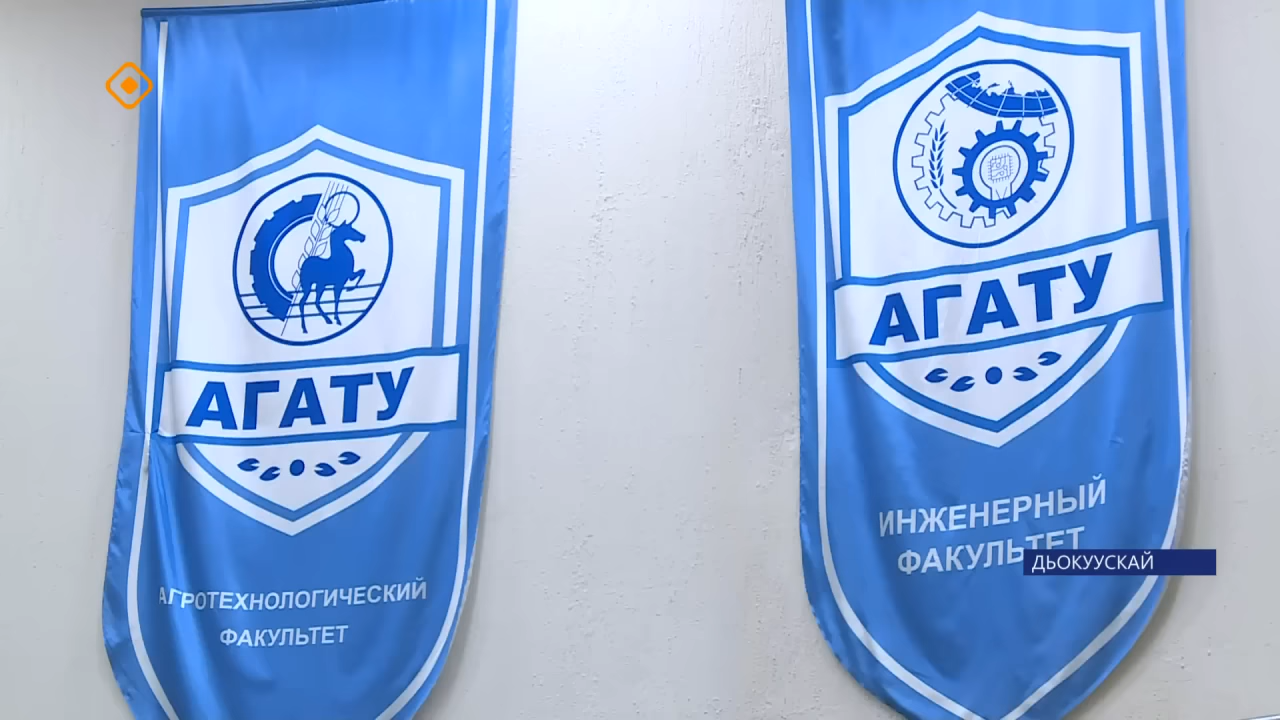 АГАТУ
АГРОТЕХНОЛОГИЧЕСКИЙ
ФАКУЛЬТЕТ
АГАТУ
ИНЖЕНЕРНЫЙ
ФАКУЛЬТЕТ
ДЬОКУУСКАЙ